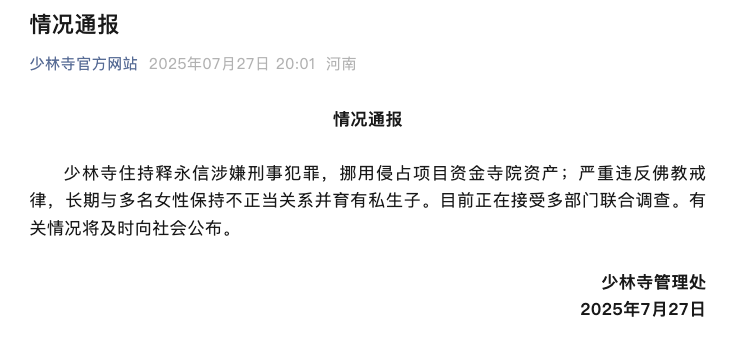 情况通报
少林寺官方网站 2025年07月27日 20:01 河南
情况通报
少林寺住持释永信涉嫌刑事犯罪，挪用侵占项目资金寺院资产；严重违反佛教戒
律，长期与多名女性保持不正当关系并育有私生子。目前正在接受多部门联合调查。有
关情况将及时向社会公布。
少林寺管理处
2025年7月27日